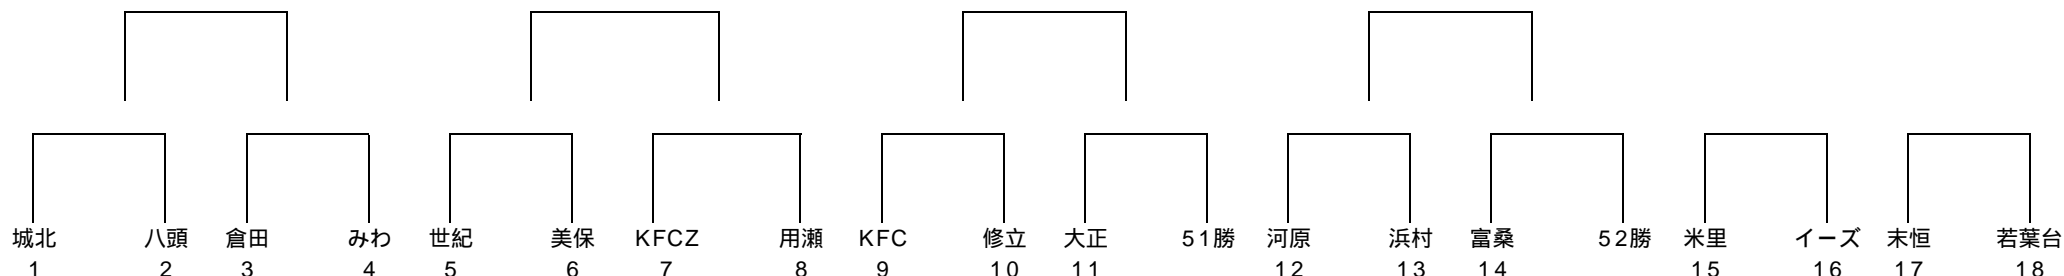 城北 八頭 倉田 みわ 世紀 美保 KFCZ 用瀬 KFC 修立 大正 51勝 河原 浜村 富桑 52勝 米里 イーズ 末恒 若葉台
1 2 3 4 5 6 7 8 9 10 11 12 13 14 15 16 17 18